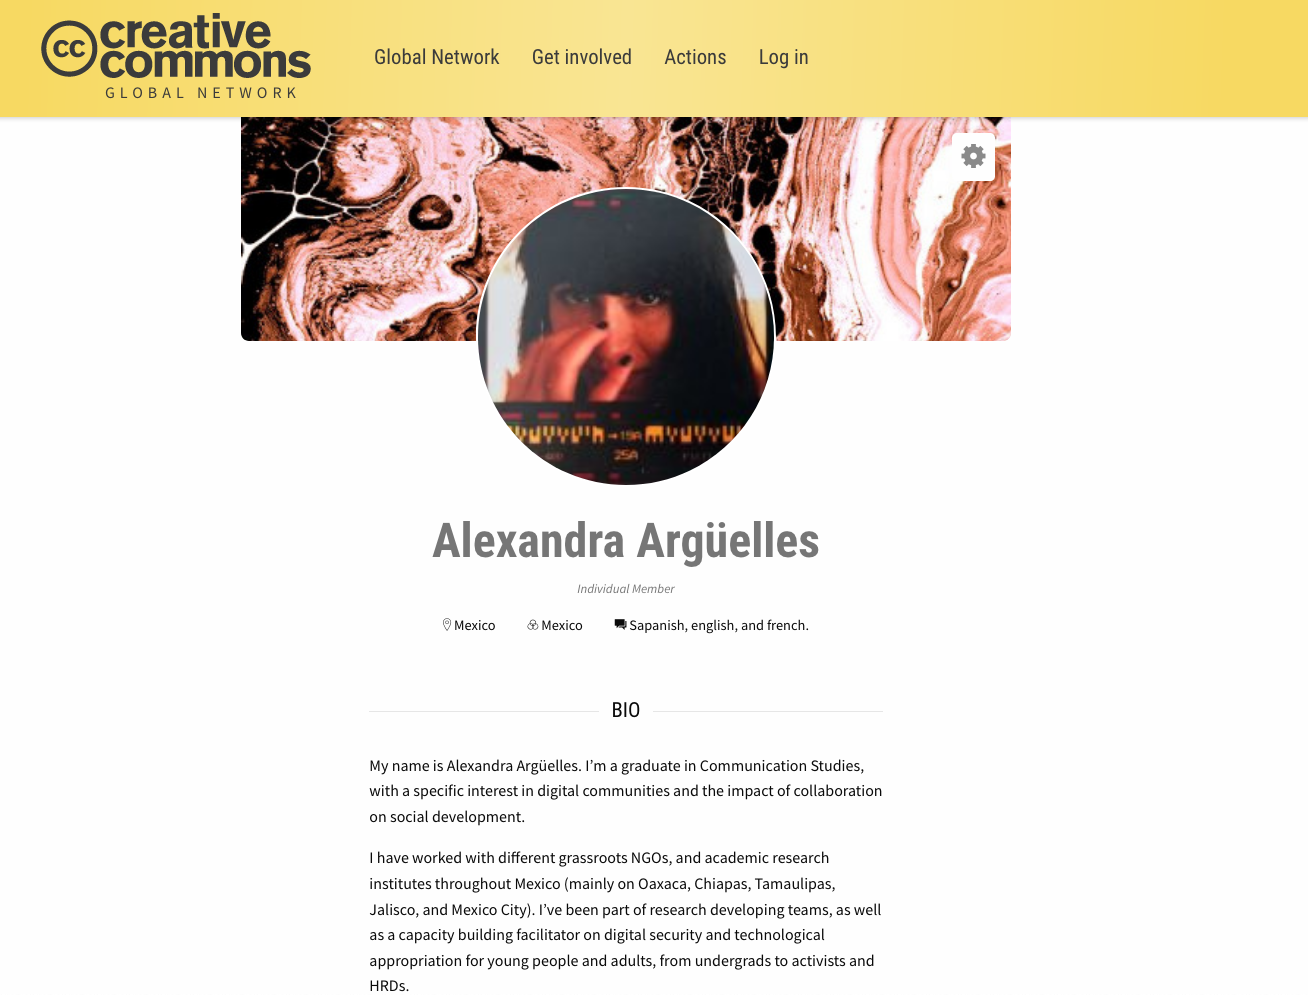 cc creative commons
GLOBAL NETWORK
Global Network Get involved Actions Log in
→19A
25A
Alexandra Argüelles
Individual Member
Mexico Mexico Sapanish, english, and french.
BIO
My name is Alexandra Argüelles. I’m a graduate in Communication Studies,
with a specific interest in digital communities and the impact of collaboration
on social development.
I have worked with different grassroots NGOs, and academic research
institutes throughout Mexico (mainly on Oaxaca, Chiapas, Tamaulipas,
Jalisco, and Mexico City). I’ve been part of research developing teams, as well
as a capacity building facilitator on digital security and technological
appropriation for young people and adults, from undergrads to activists and
HRDs.